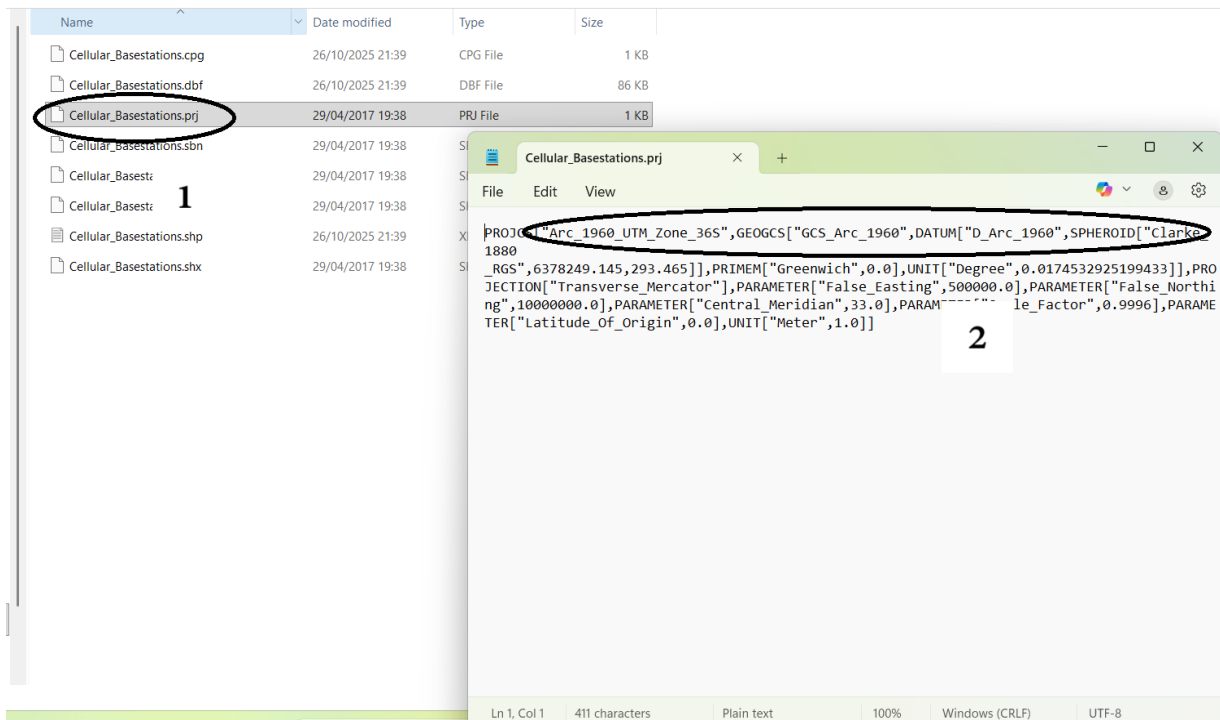 Name Date modified Type Size
Cellular_Basestations.cpg 26/10/2025 21:39 CPG File 1 KB
Cellular_Basestations.dbf 26/10/2025 21:39 DBF File 86 KB
Cellular_Basestations.prj 29/04/2017 19:38 PRJ File 1 KB
Cellular_Basestations.sbn 29/04/2017 19:38
29/04/2017 19:38
1
29/04/2017 19:38
Cellular_Basestations.shp 26/10/2025 21:39
Cellular_Basestations.shx 29/04/2017 19:38
Cellular_Basestations.prj
File Edit View
"Arc_1960_UTM_Zone_36S",GEOGCS["GCS_Arc_1960",DATUM["D_Arc_1960",SPHEROID["Clarke_
1880
_RGS",6378249.145,293.465]],PRIMEM["Greenwich",0.0],UNIT["Degree",0.0174532925199433]],PRO
JECTION["Transverse_Mercator"],PARAMETER["False_Easting",500000.0],PARAMETER["False_Northi
ng",10000000.0],PARAMETER["Central_Meridian",33.0],0.9996],PARAME
TER["Latitude_Of_Origin",0.0],UNIT["Meter",1.0]]
2
Ln 1, Col 1 411 characters Plain text 100% Windows (CRLF) UTF-8